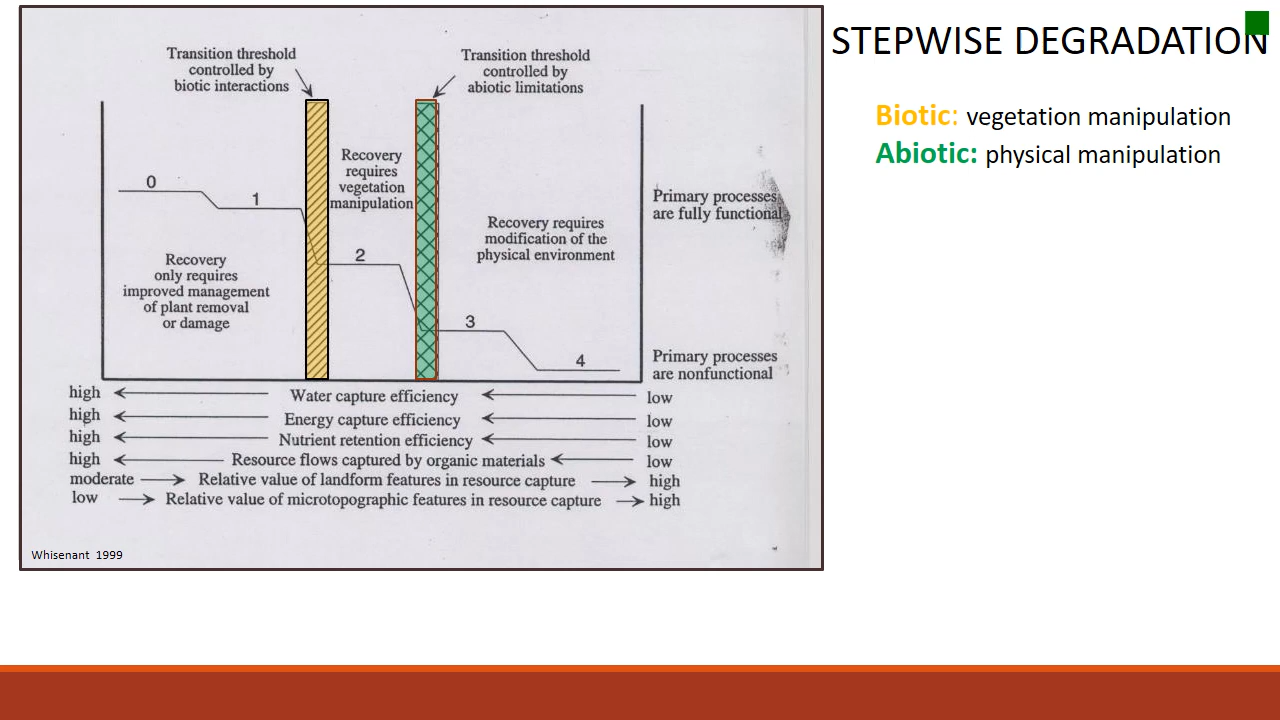 STEPWISE DEGRADATION
Biotic: vegetation manipulation
Abiotic: physical manipulation
Transition threshold
controlled by
biotic interactions
Transition threshold
controlled by
abiotic limitations
0
1
2
3
4
Recovery
only requires
improved management
of plant removal
or damage
Recovery
requires
vegetation
manipulation
Recovery requires
modification of the
physical environment
Primary processes
are fully functional
Primary processes
are nonfunctional
high Water capture efficiency low
high Energy capture efficiency low
high Nutrient retention efficiency low
high Resource flows captured by organic materials low
moderate Relative value of landform features in resource capture high
low Relative value of microtopographic features in resource capture high
Whisenant 1999